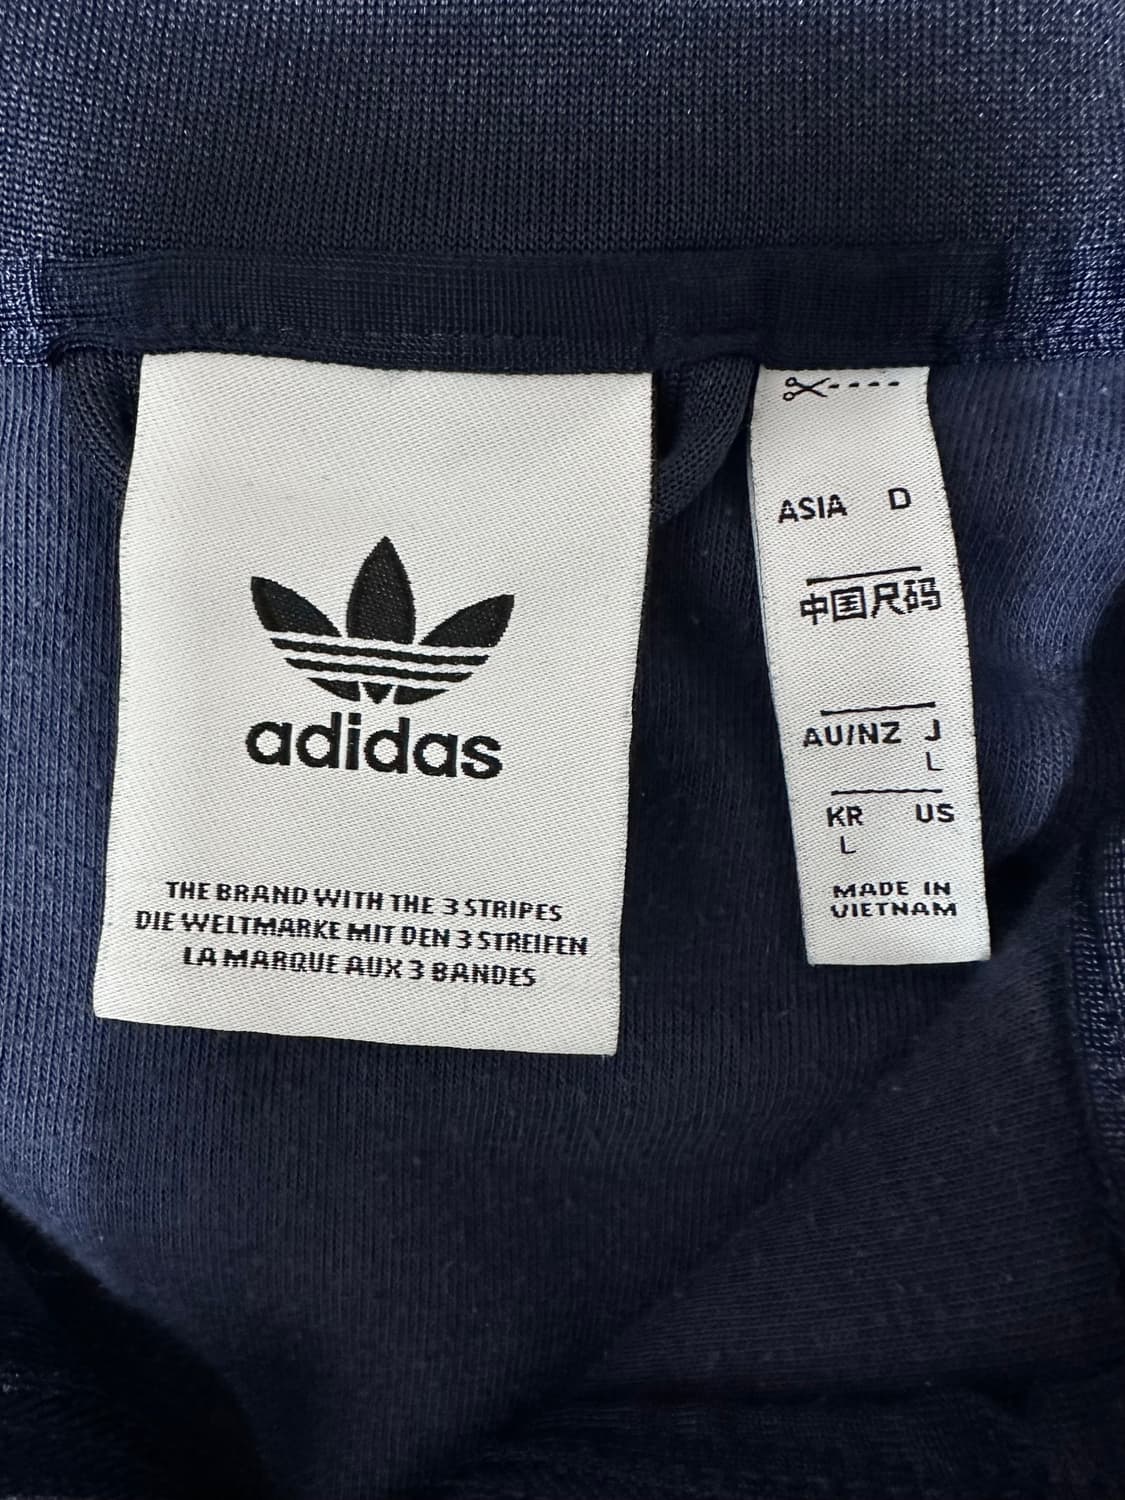 adidas
THE BRAND WITH THE 3 STRIPES
DIE WELTMARKE MIT DEN 3 STREIFEN
LA MARQUE AUX 3 BANDES
ASIA D
中国尺码
AU/NZ J
L
KR US
L
MADE IN
VIETNAM